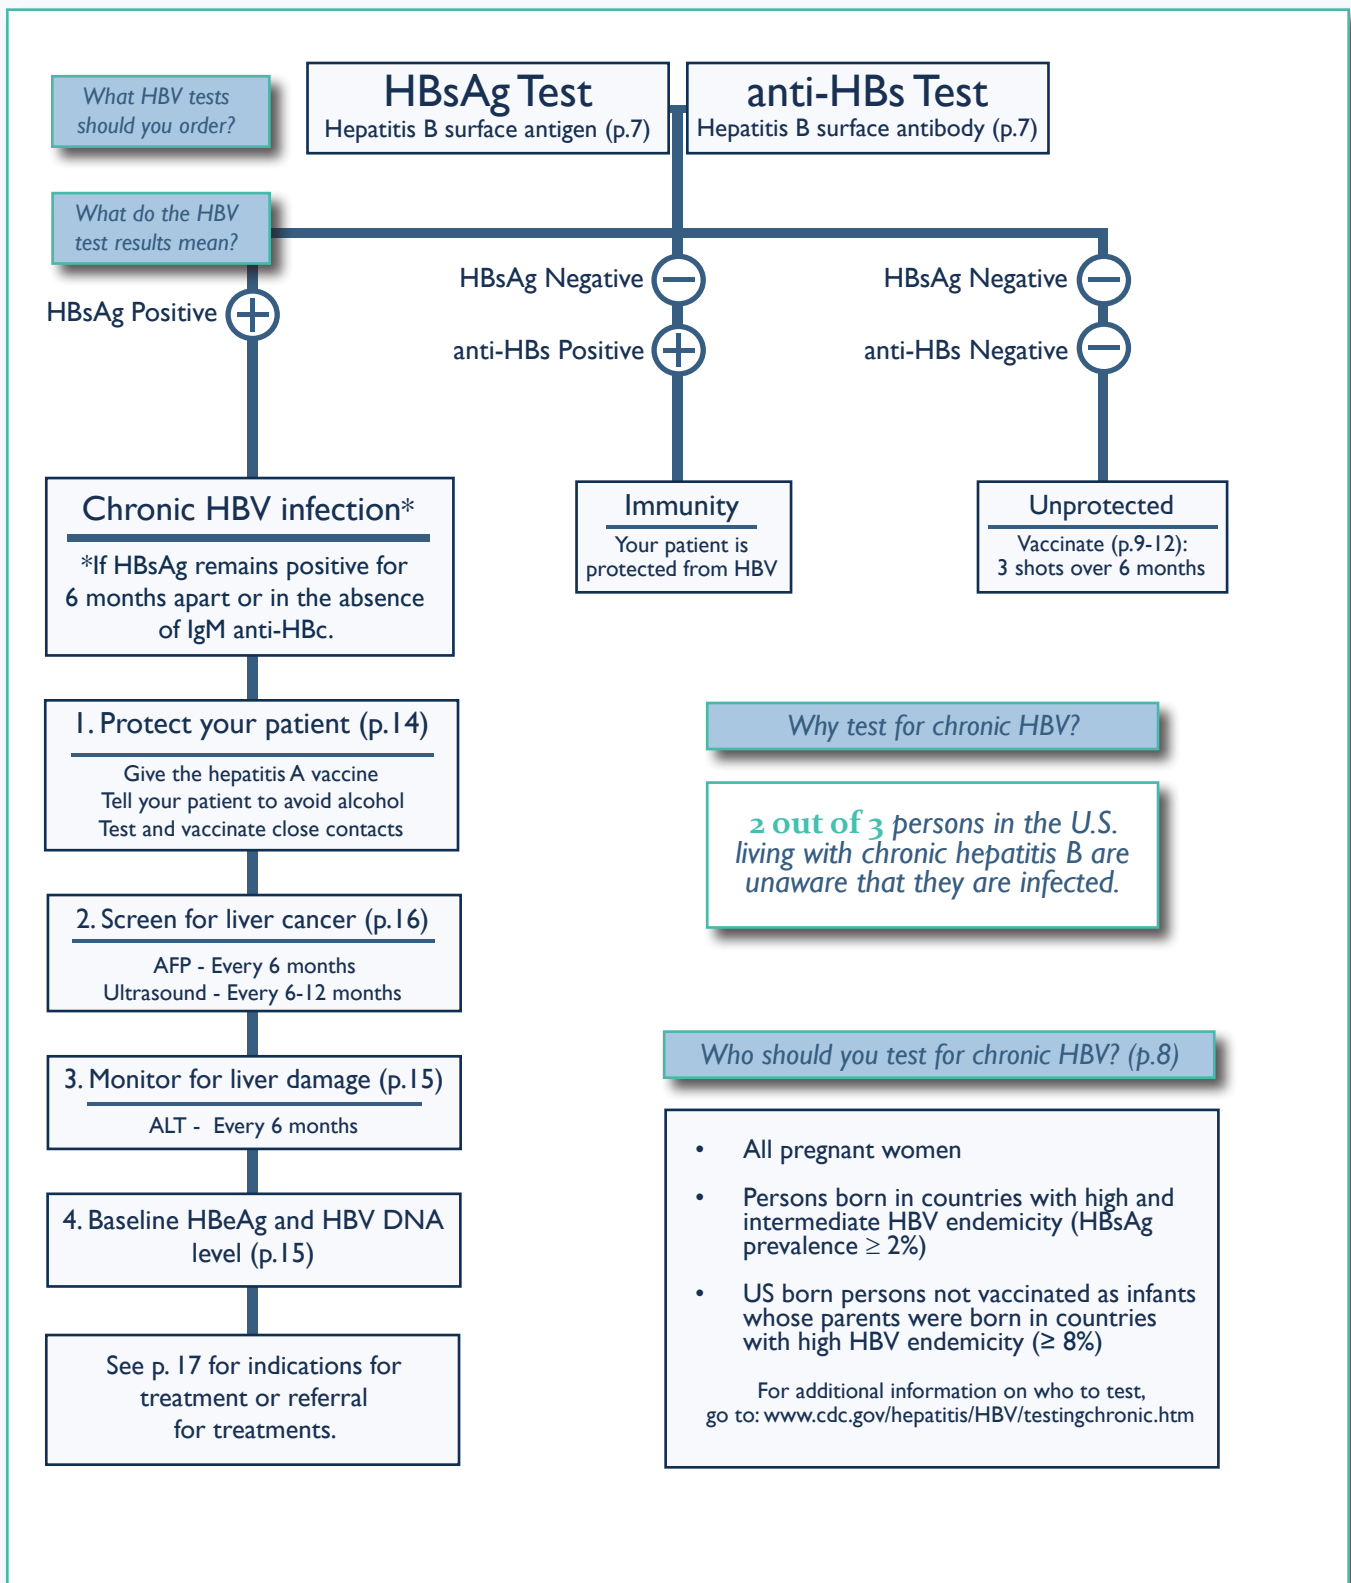 What HBV tests
should you order?
HBsAg Test
Hepatitis B surface antigen (p.7)
anti-HBs Test
Hepatitis B surface antibody (p.7)
What do the HBV
test results mean?
HBsAg Positive
HBsAg Negative
anti-HBs Positive
HBsAg Negative
anti-HBs Negative
Chronic HBV infection*
*If HBsAg remains positive for
6 months apart or in the absence
of IgM anti-HBc.
Immunity
Your patient is
protected from HBV
Unprotected
Vaccinate (p.9-12):
3 shots over 6 months
1. Protect your patient (p.14)
Give the hepatitis A vaccine
Tell your patient to avoid alcohol
Test and vaccinate close contacts
2. Screen for liver cancer (p.16)
AFP - Every 6 months
Ultrasound - Every 6-12 months
3. Monitor for liver damage (p.15)
ALT -  Every 6 months
4. Baseline HBeAg and HBV DNA
level (p.15)
See p. 17 for indications for
treatment or referral
for treatments.
Why test for chronic HBV?
2 out of 3 persons in the U.S.
living with chronic hepatitis B are
unaware that they are infected.
Who should you test for chronic HBV? (p.8)
• All pregnant women
• Persons born in countries with high and
intermediate HBV endemicity (HBsAg
prevalence ≥ 2%)
• US born persons not vaccinated as infants
whose parents were born in countries
with high HBV endemicity (≥ 8%)
For additional information on who to test,
go to: www.cdc.gov/hepatitis/HBV/testingchronic.htm